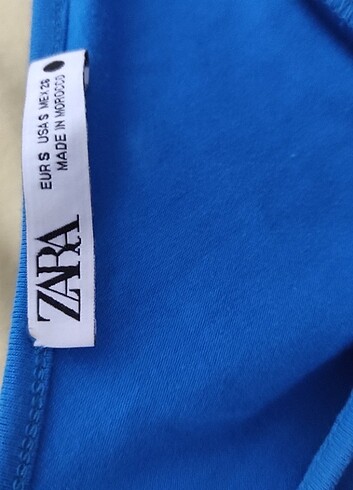 ZARA
EUR S USA S MEX 26
MADE IN MOROCCO